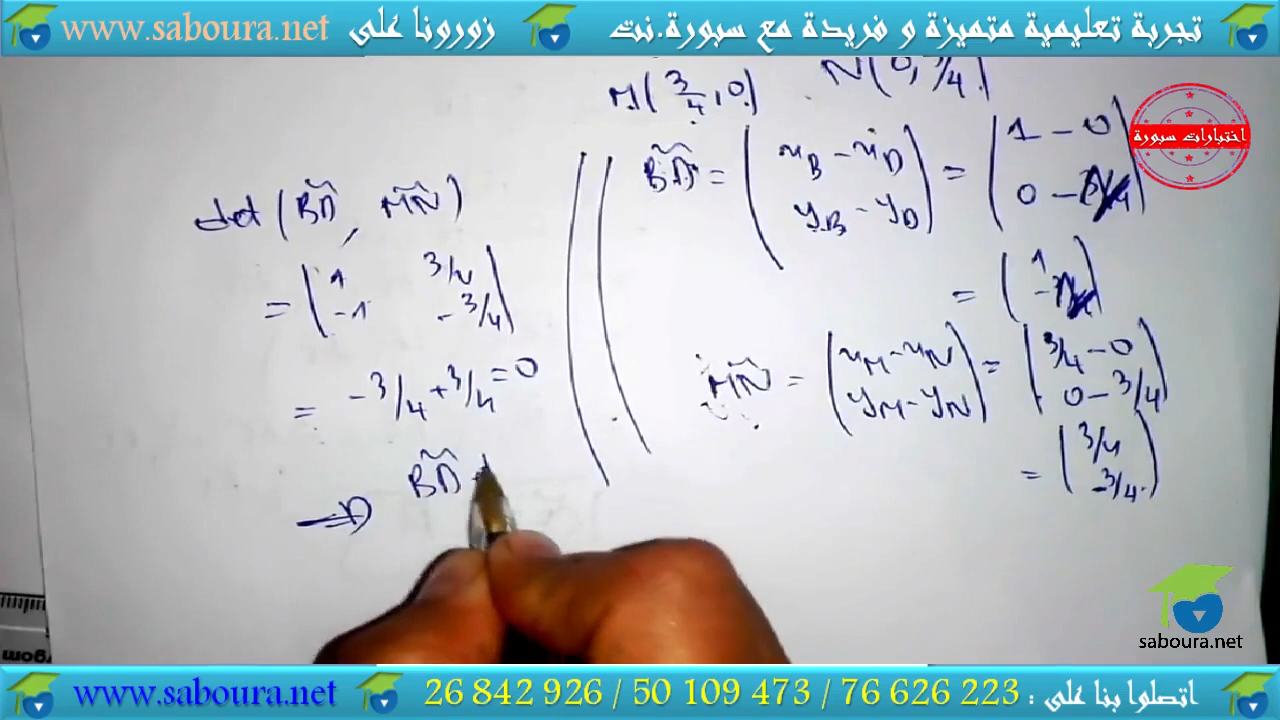 تجربة تعليمية متميزة و فريدة مع سبورة.نت زورونا على www.saboura.net
M(3/4, 0) N(0, 3/4)
اختبارات سبورة
BD = (xB - xD / yB - yD) = (1 - 0 / 0 -
= (1 / -
MN = (xM - xN / yM - yN) = (3/4 - 0 / 0 - 3/4)
= (3/4 / -3/4)
det(BD, MN)
= |1 3/4 / -1 -3/4|
= -3/4 + 3/4 = 0
⇒ BD
saboura.net
اتصلوا بنا على : 26 842 926 / 50 109 473 / 76 626 223 www.saboura.net